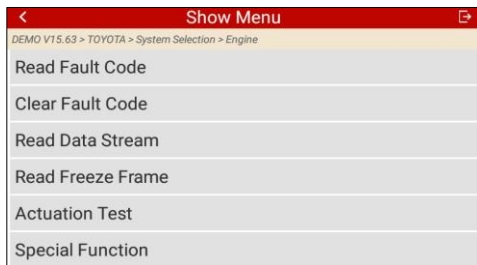 Show Menu
DEMO V15.63 > TOYOTA > System Selection > Engine
Read Fault Code
Clear Fault Code
Read Data Stream
Read Freeze Frame
Actuation Test
Special Function